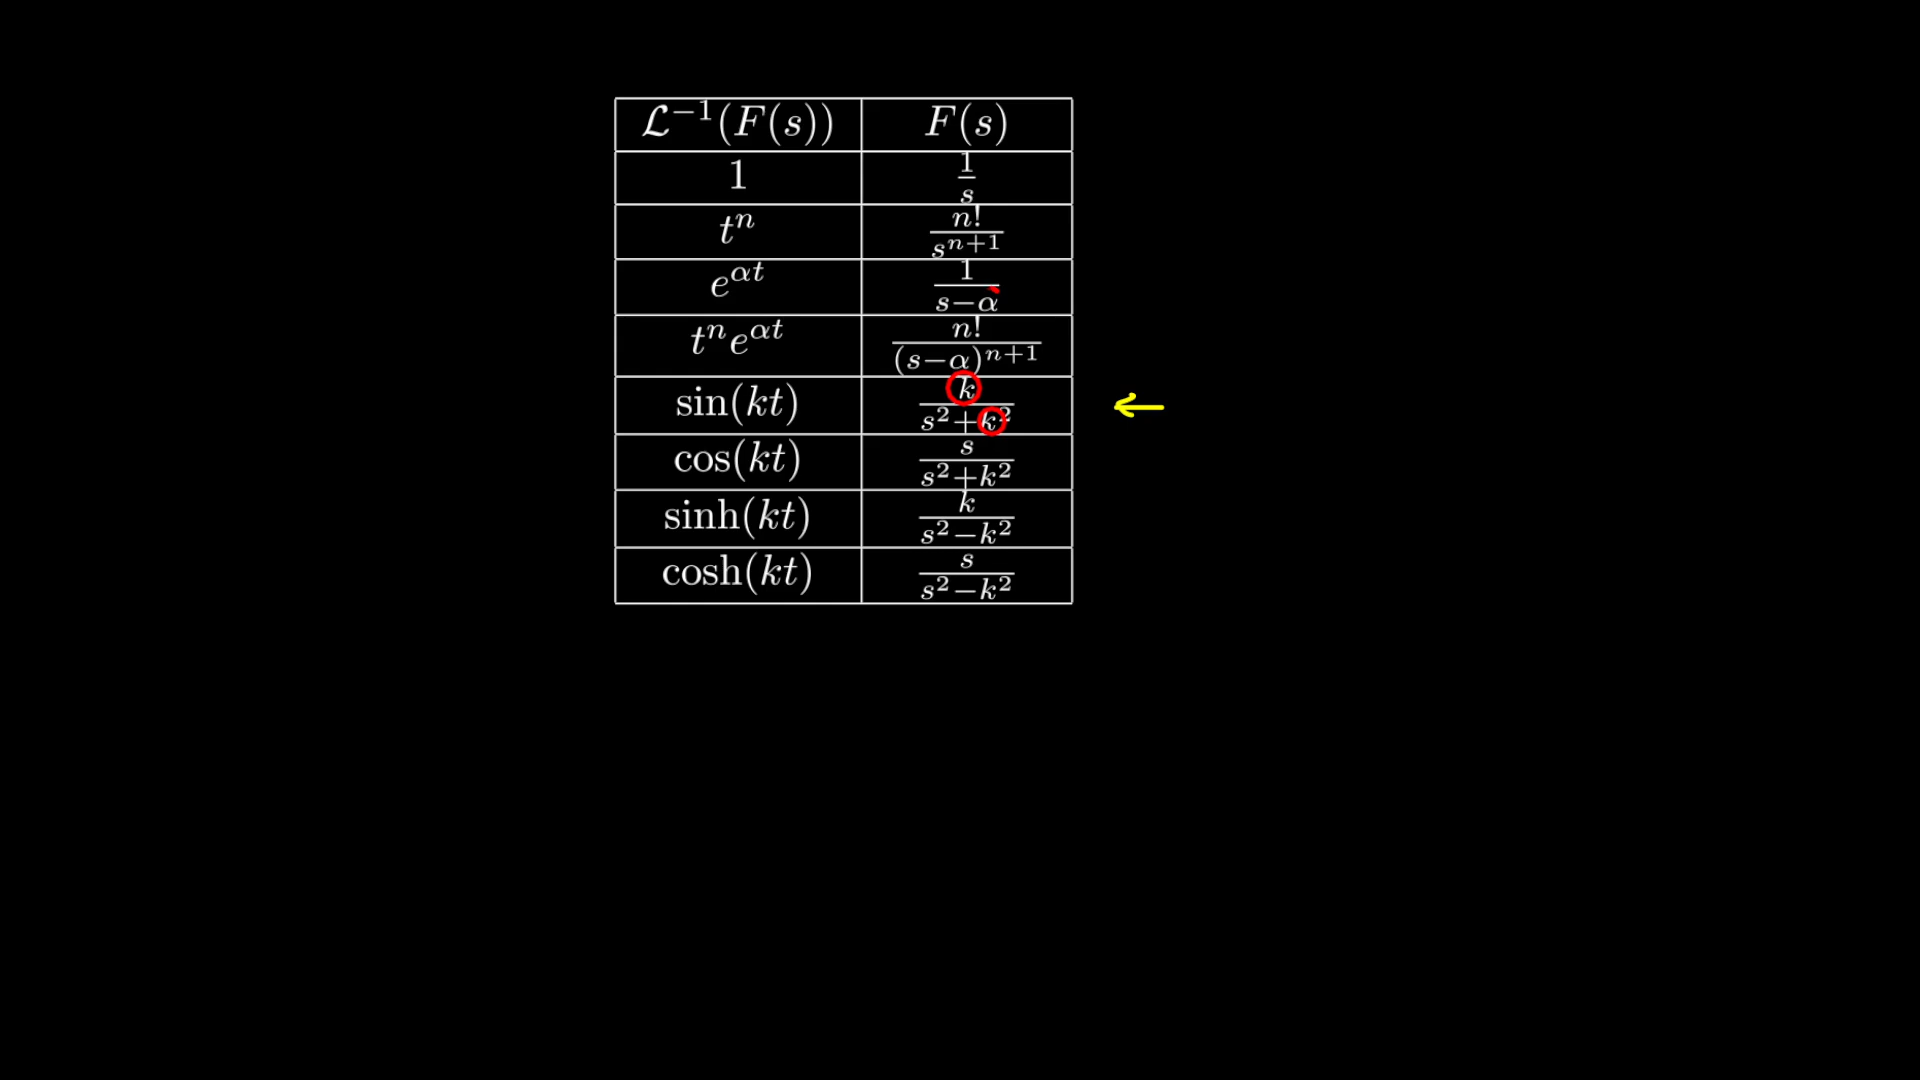 ℒ⁻¹(F(s)) F(s)
1 1/s
tⁿ n!/sⁿ⁺¹
e^{αt} 1/(s−α)
tⁿe^{αt} n!/(s−α)ⁿ⁺¹
sin(kt) k/(s²+k²)
cos(kt) s/(s²+k²)
sinh(kt) k/(s²−k²)
cosh(kt) s/(s²−k²)